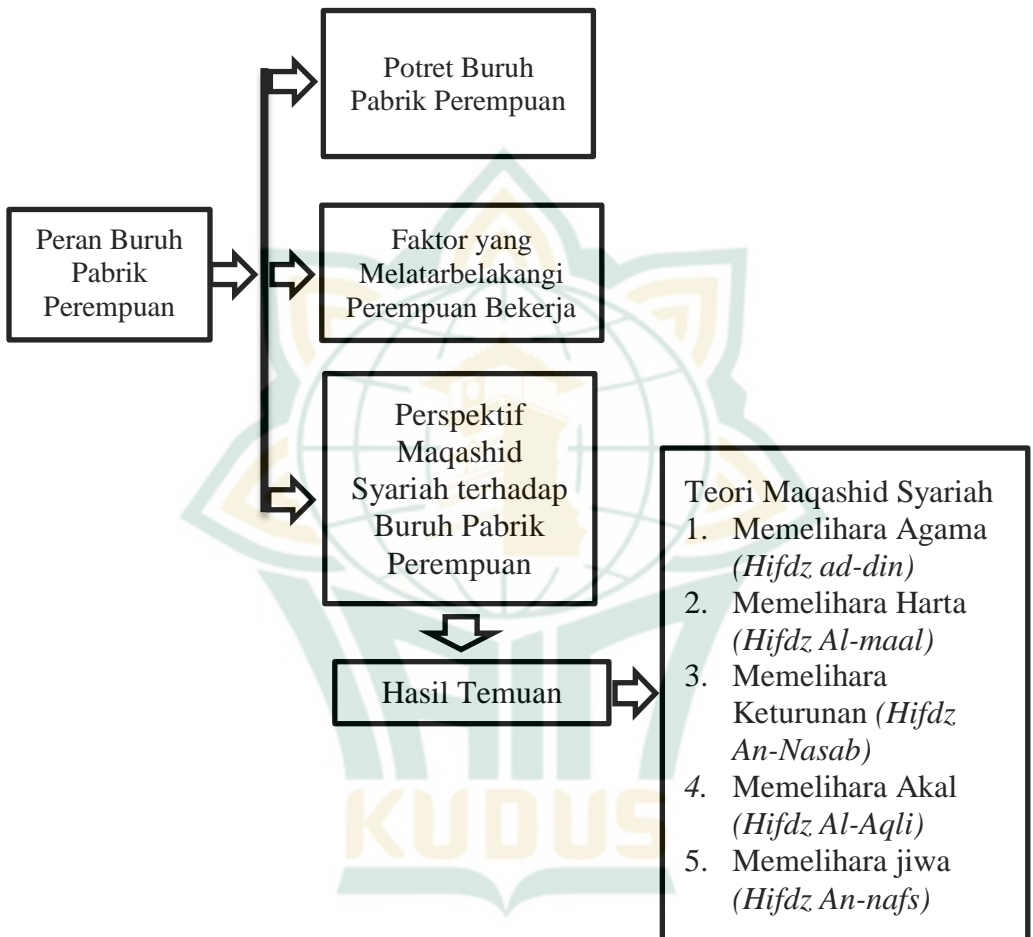 Potret Buruh
Pabrik Perempuan
Peran Buruh
Pabrik
Perempuan
Faktor yang
Melatarbelakangi
Perempuan Bekerja
Perspektif
Maqashid
Syariah terhadap
Buruh Pabrik
Perempuan
Hasil Temuan
Teori Maqashid Syariah
1. Memelihara Agama
(Hifdz ad-din)
2. Memelihara Harta
(Hifdz Al-maal)
3. Memelihara
Keturunan (Hifdz
An-Nasab)
4. Memelihara Akal
(Hifdz Al-Aqli)
5. Memelihara jiwa
(Hifdz An-nafs)
KUDUS